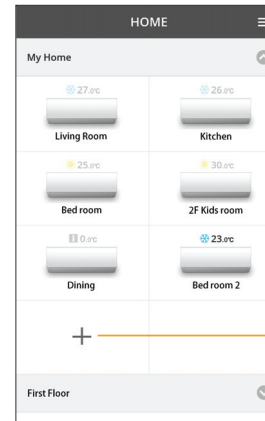 HOME
My Home
27.0℃ 26.0℃
Living Room Kitchen
25.0℃ 30.0℃
Bed room 2F Kids room
0.0℃ 23.0℃
Dining Bed room 2
+
First Floor